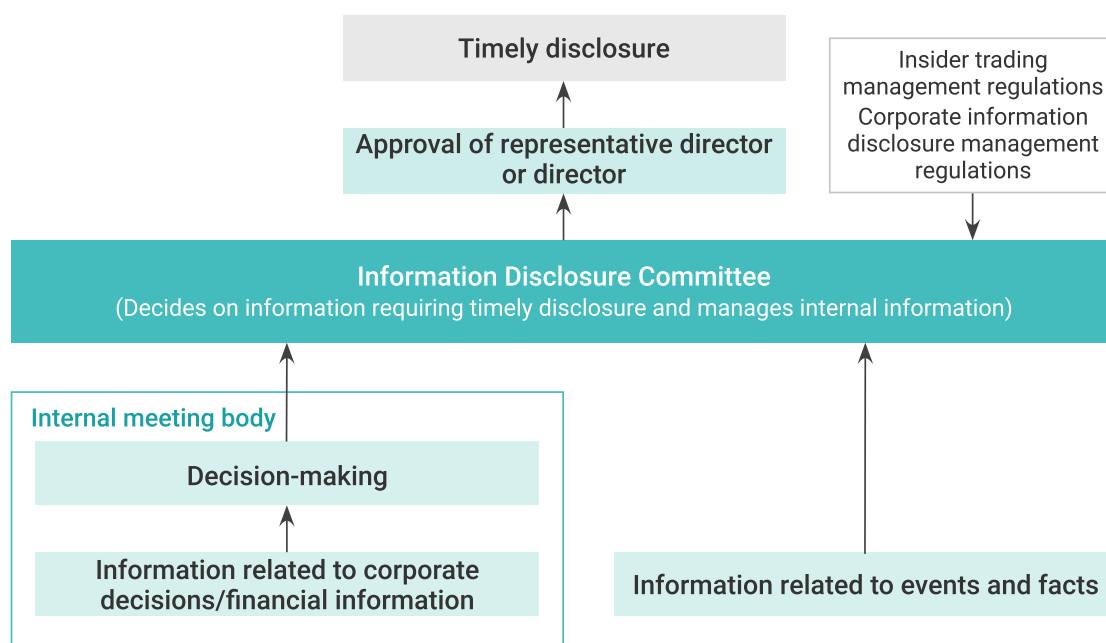 Timely disclosure
Approval of representative director
or director
Insider trading
management regulations
Corporate information
disclosure management
regulations
Information Disclosure Committee
(Decides on information requiring timely disclosure and manages internal information)
Internal meeting body
Decision-making
Information related to corporate
decisions/financial information
Information related to events and facts